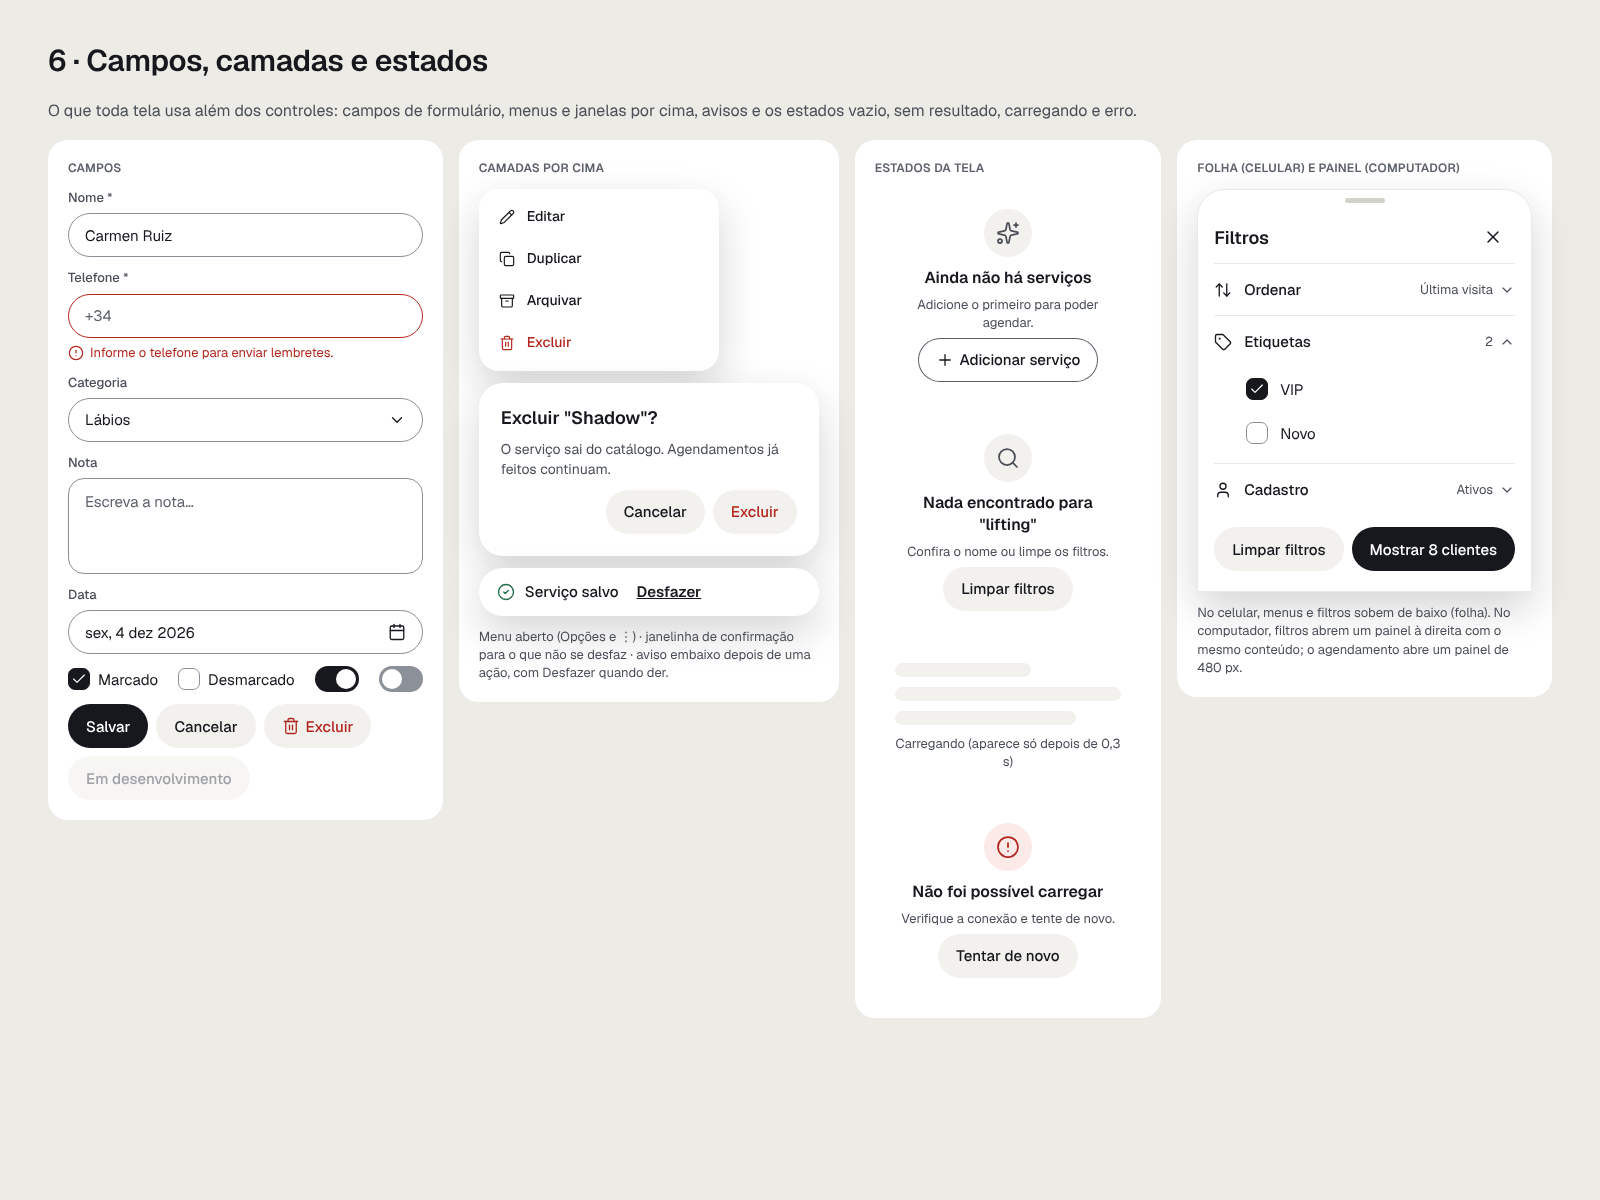 6 · Campos, camadas e estados
O que toda tela usa além dos controles: campos de formulário, menus e janelas por cima, avisos e os estados vazio, sem resultado, carregando e erro.
CAMPOS
Nome *
Carmen Ruiz
Telefone *
+34
Informe o telefone para enviar lembretes.
Categoria
Lábios
Nota
Escreva a nota...
Data
sex, 4 dez 2026
Marcado
Desmarcado
Salvar
Cancelar
Excluir
Em desenvolvimento
CAMADAS POR CIMA
Editar
Duplicar
Arquivar
Excluir
Excluir "Shadow"?
O serviço sai do catálogo. Agendamentos já
feitos continuam.
Cancelar
Excluir
Serviço salvo
Desfazer
Menu aberto (Opções e ⋮) · janelinha de confirmação
para o que não se desfaz · aviso embaixo depois de uma
ação, com Desfazer quando der.
ESTADOS DA TELA
Ainda não há serviços
Adicione o primeiro para poder
agendar.
Adicionar serviço
Nada encontrado para
"lifting"
Confira o nome ou limpe os filtros.
Limpar filtros
Carregando (aparece só depois de 0,3
s)
Não foi possível carregar
Verifique a conexão e tente de novo.
Tentar de novo
FOLHA (CELULAR) E PAINEL (COMPUTADOR)
Filtros
Ordenar
Última visita
Etiquetas
2
VIP
Novo
Cadastro
Ativos
Limpar filtros
Mostrar 8 clientes
No celular, menus e filtros sobem de baixo (folha). No
computador, filtros abrem um painel à direita com o
mesmo conteúdo; o agendamento abre um painel de
480 px.